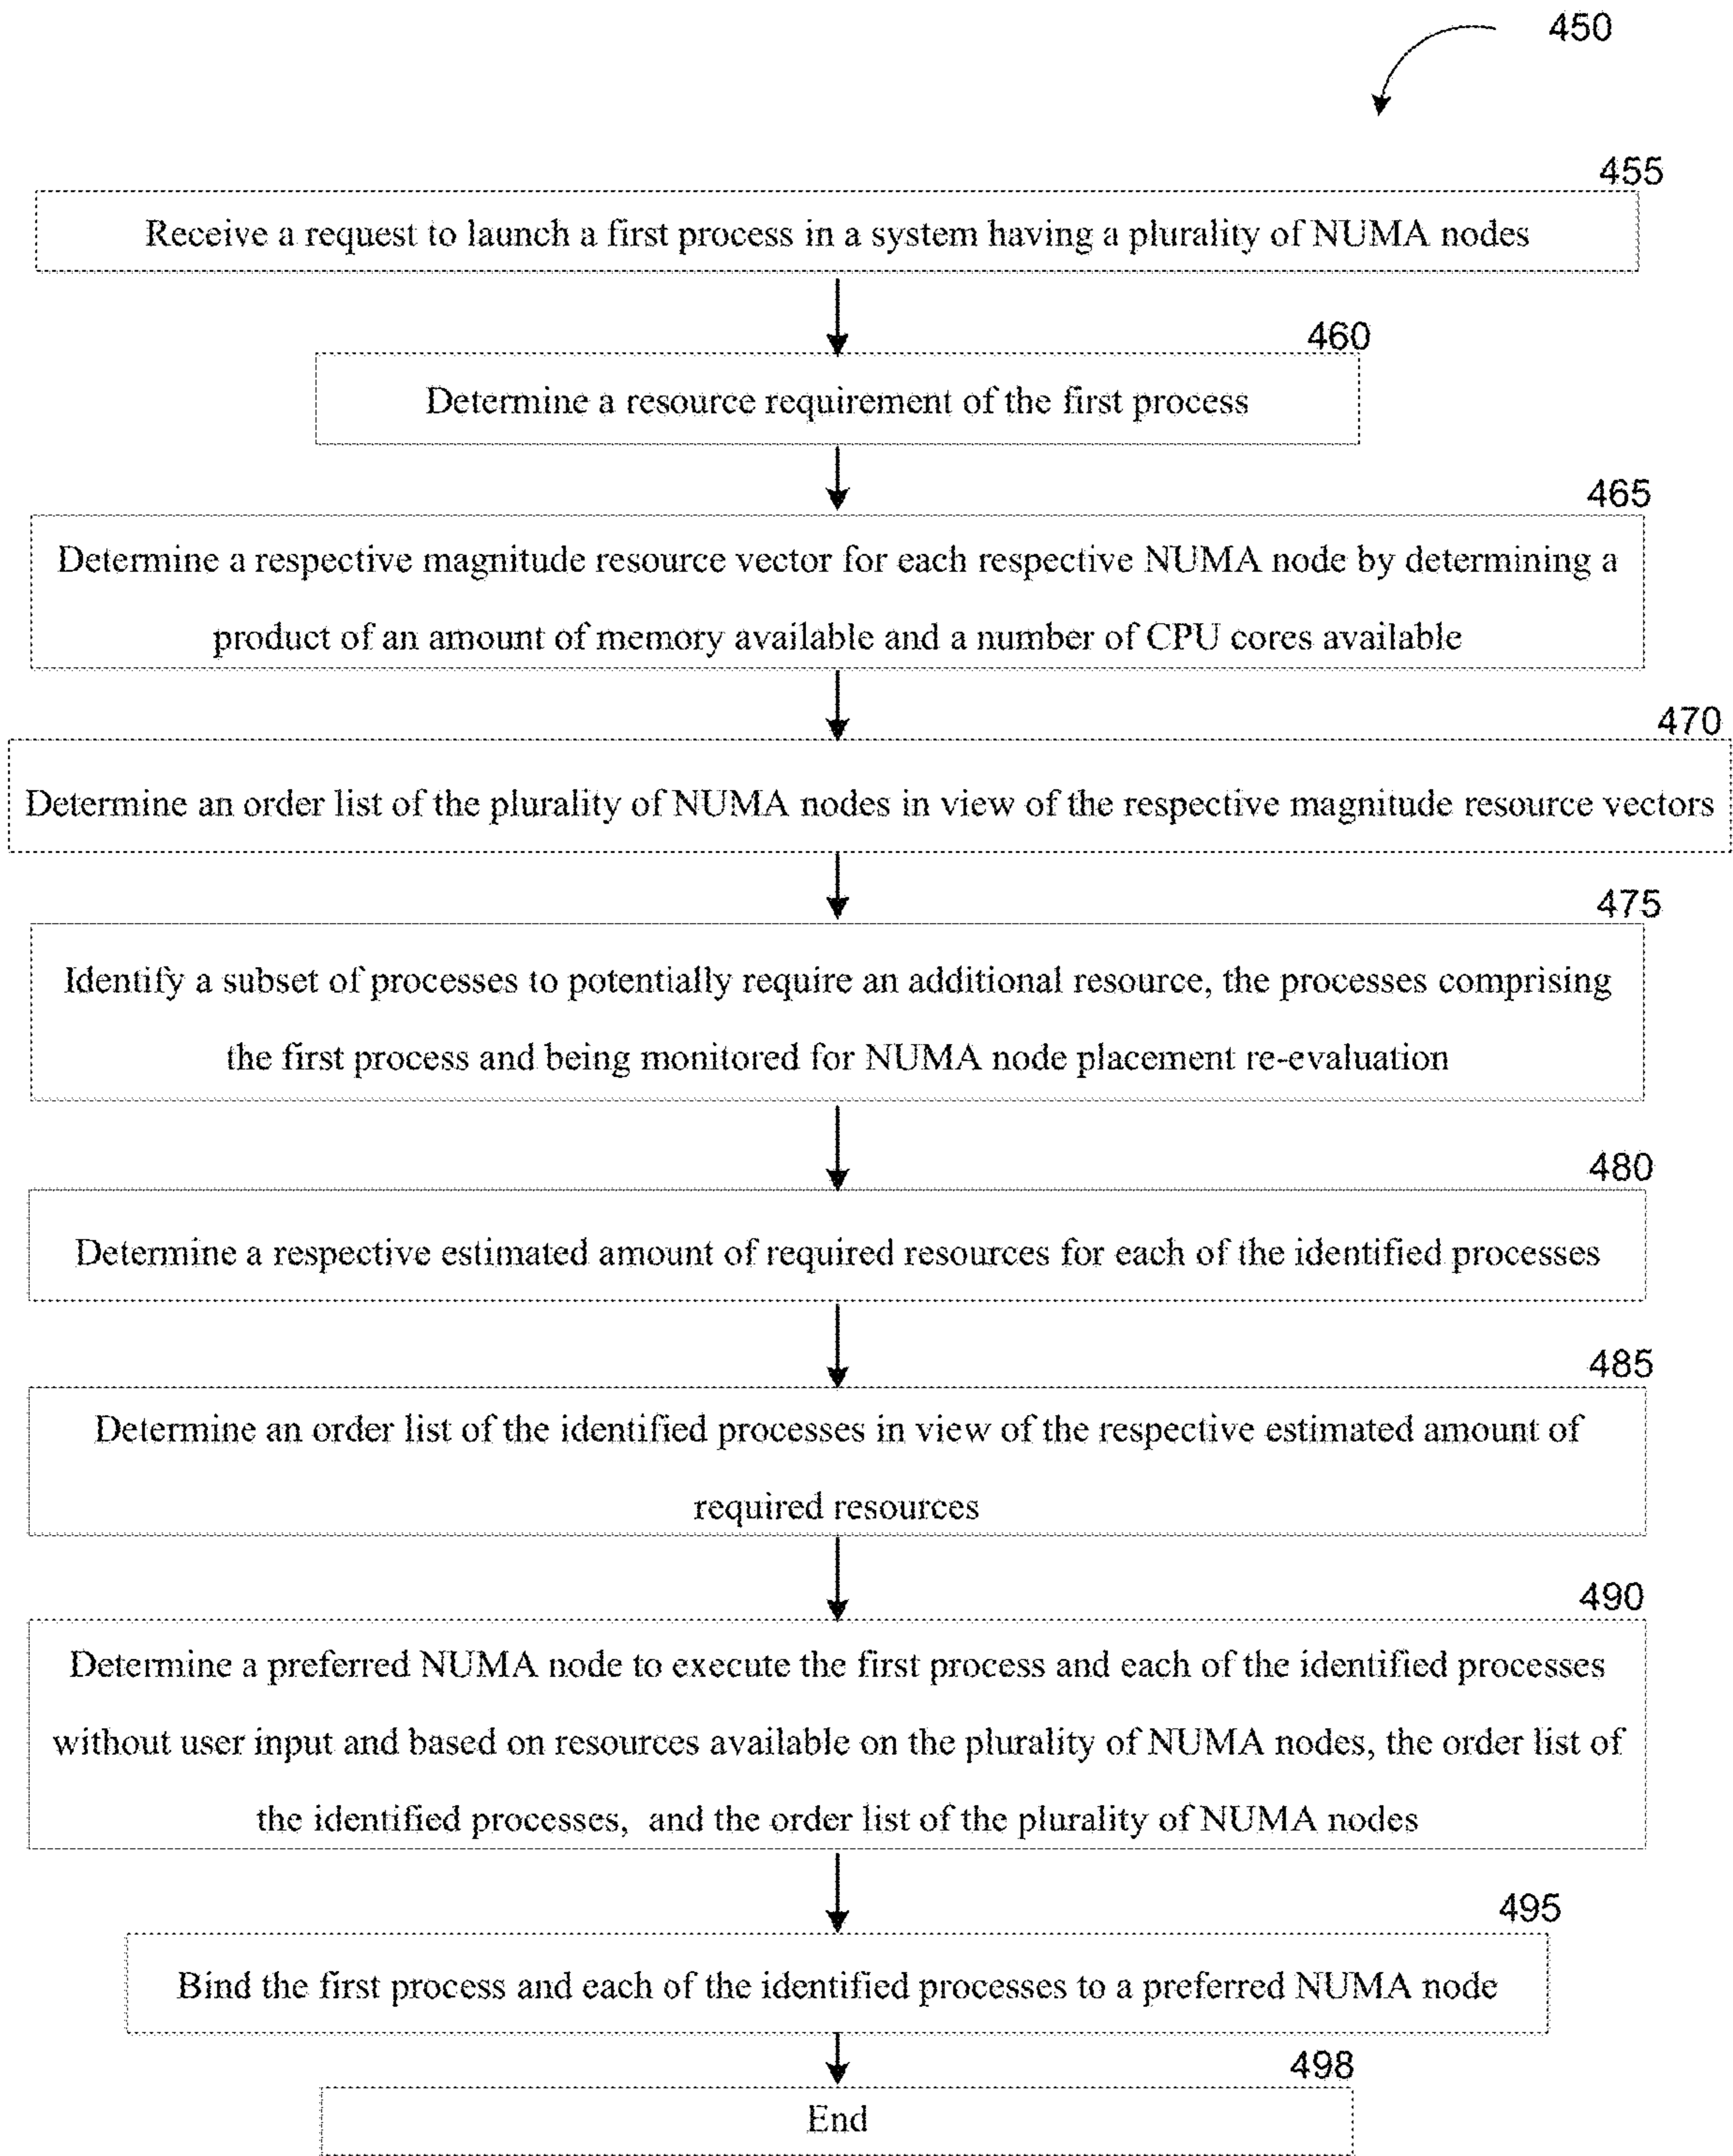 450
455
Receive a request to launch a first process in a system having a plurality of NUMA nodes
460
Determine a resource requirement of the first process
465
Determine a respective magnitude resource vector for each respective NUMA node by determining a
product of an amount of memory available and a number of CPU cores available
470
Determine an order list of the plurality of NUMA nodes in view of the respective magnitude resource vectors
475
Identify a subset of processes to potentially require an additional resource, the processes comprising
the first process and being monitored for NUMA node placement re-evaluation
480
Determine a respective estimated amount of required resources for each of the identified processes
485
Determine an order list of the identified processes in view of the respective estimated amount of
required resources
490
Determine a preferred NUMA node to execute the first process and each of the identified processes
without user input and based on resources available on the plurality of NUMA nodes, the order list of
the identified processes, and the order list of the plurality of NUMA nodes
495
Bind the first process and each of the identified processes to a preferred NUMA node
498
End